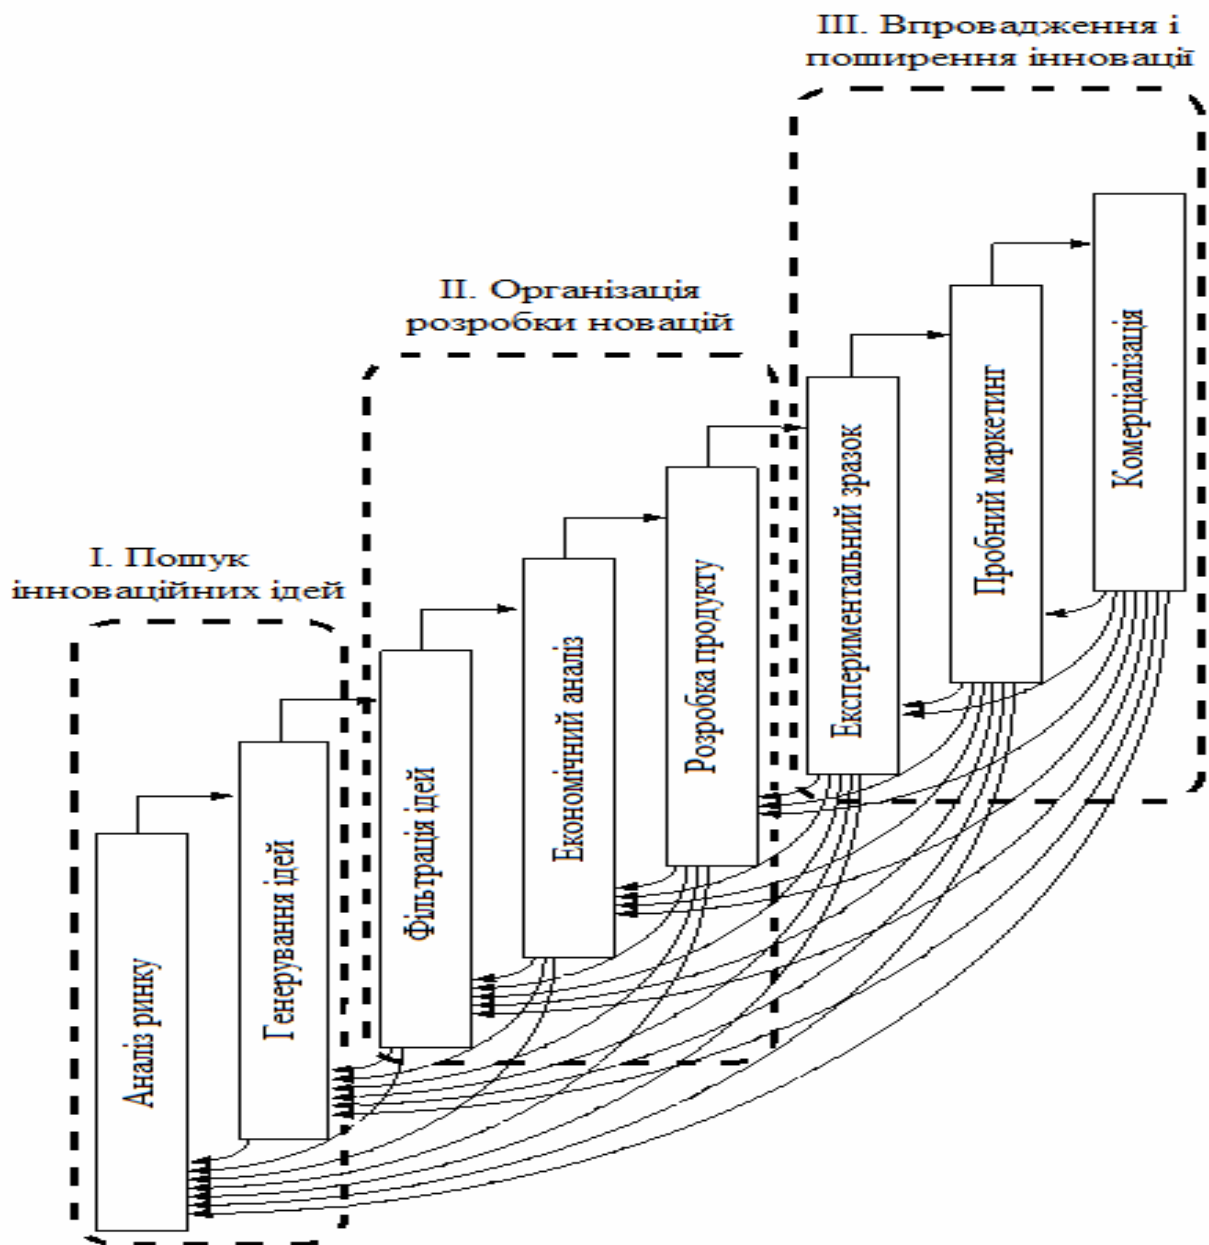 III. Впровадження і
поширення інновації
II. Організація
розробки новацій
I. Пошук
інноваційних ідей
Аналіз ринку
Генерування ідей
Фільтрація ідей
Економічний аналіз
Розробка продукту
Експериментальний зразок
Пробний маркетинг
Комерціалізація